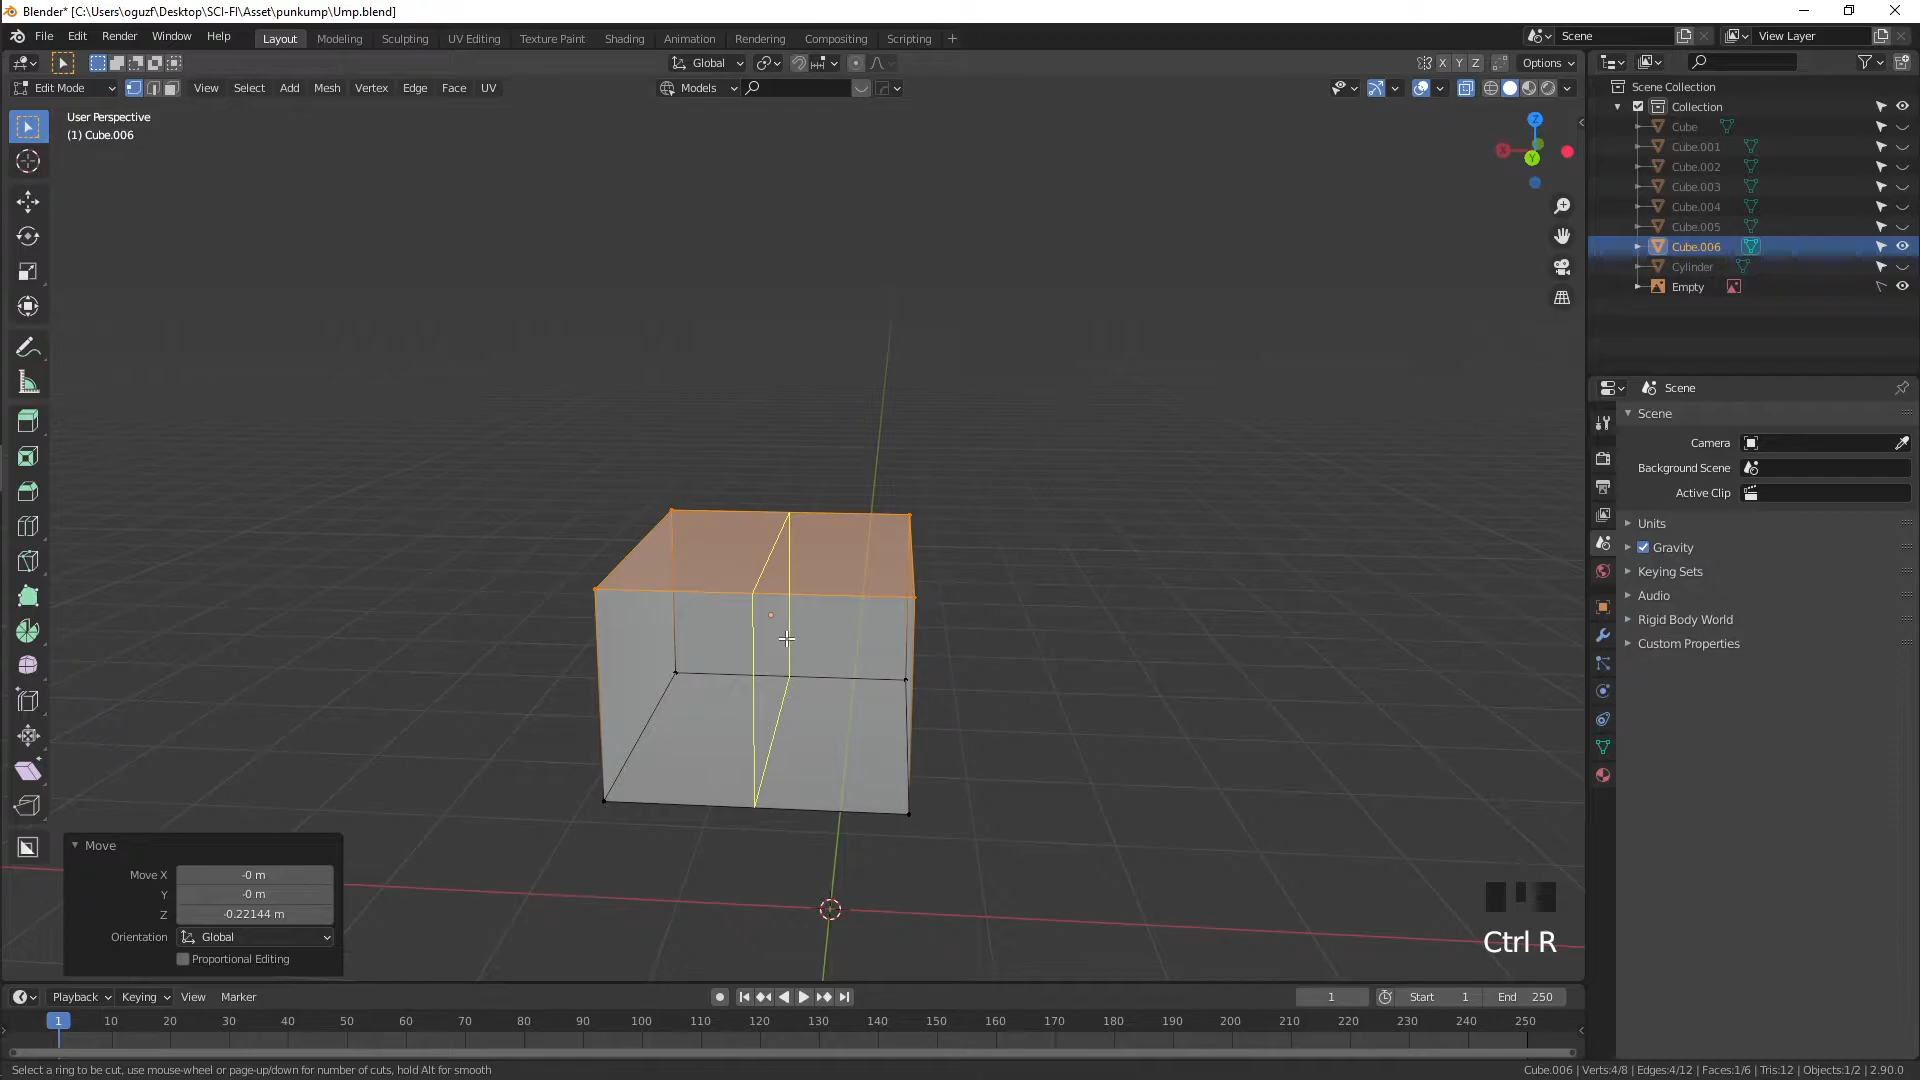 Blender* [C:\Users\oguzf\Desktop\SCI-FI\Asset\punkump\Ump.blend]
File Edit Render Window Help
Layout Modeling Sculpting UV Editing Texture Paint Shading Animation Rendering Compositing Scripting +
Scene
View Layer
Global
X Y Z
Options
Edit Mode
View Select Add Mesh Vertex Edge Face UV
Models
User Perspective
(1) Cube.006
Z
X
Y
Scene Collection
Collection
Cube
Cube.001
Cube.002
Cube.003
Cube.004
Cube.005
Cube.006
Cylinder
Empty
Scene
Scene
Camera
Background Scene
Active Clip
Units
Gravity
Keying Sets
Audio
Rigid Body World
Custom Properties
Move
Move X -0 m
Y -0 m
Z -0.22144 m
Orientation Global
Proportional Editing
Ctrl R
Playback Keying View Marker
1
Start 1
End 250
1 10 20 30 40 50 60 70 80 90 100 110 120 130 140 150 160 170 180 190 200 210 220 230 240 250
Select a ring to be cut, use mouse-wheel or page-up/down for number of cuts, hold Alt for smooth
Cube.006 | Verts:4/8 | Edges:4/12 | Faces:1/6 | Tris:12 | Objects:1/2 | 2.90.0